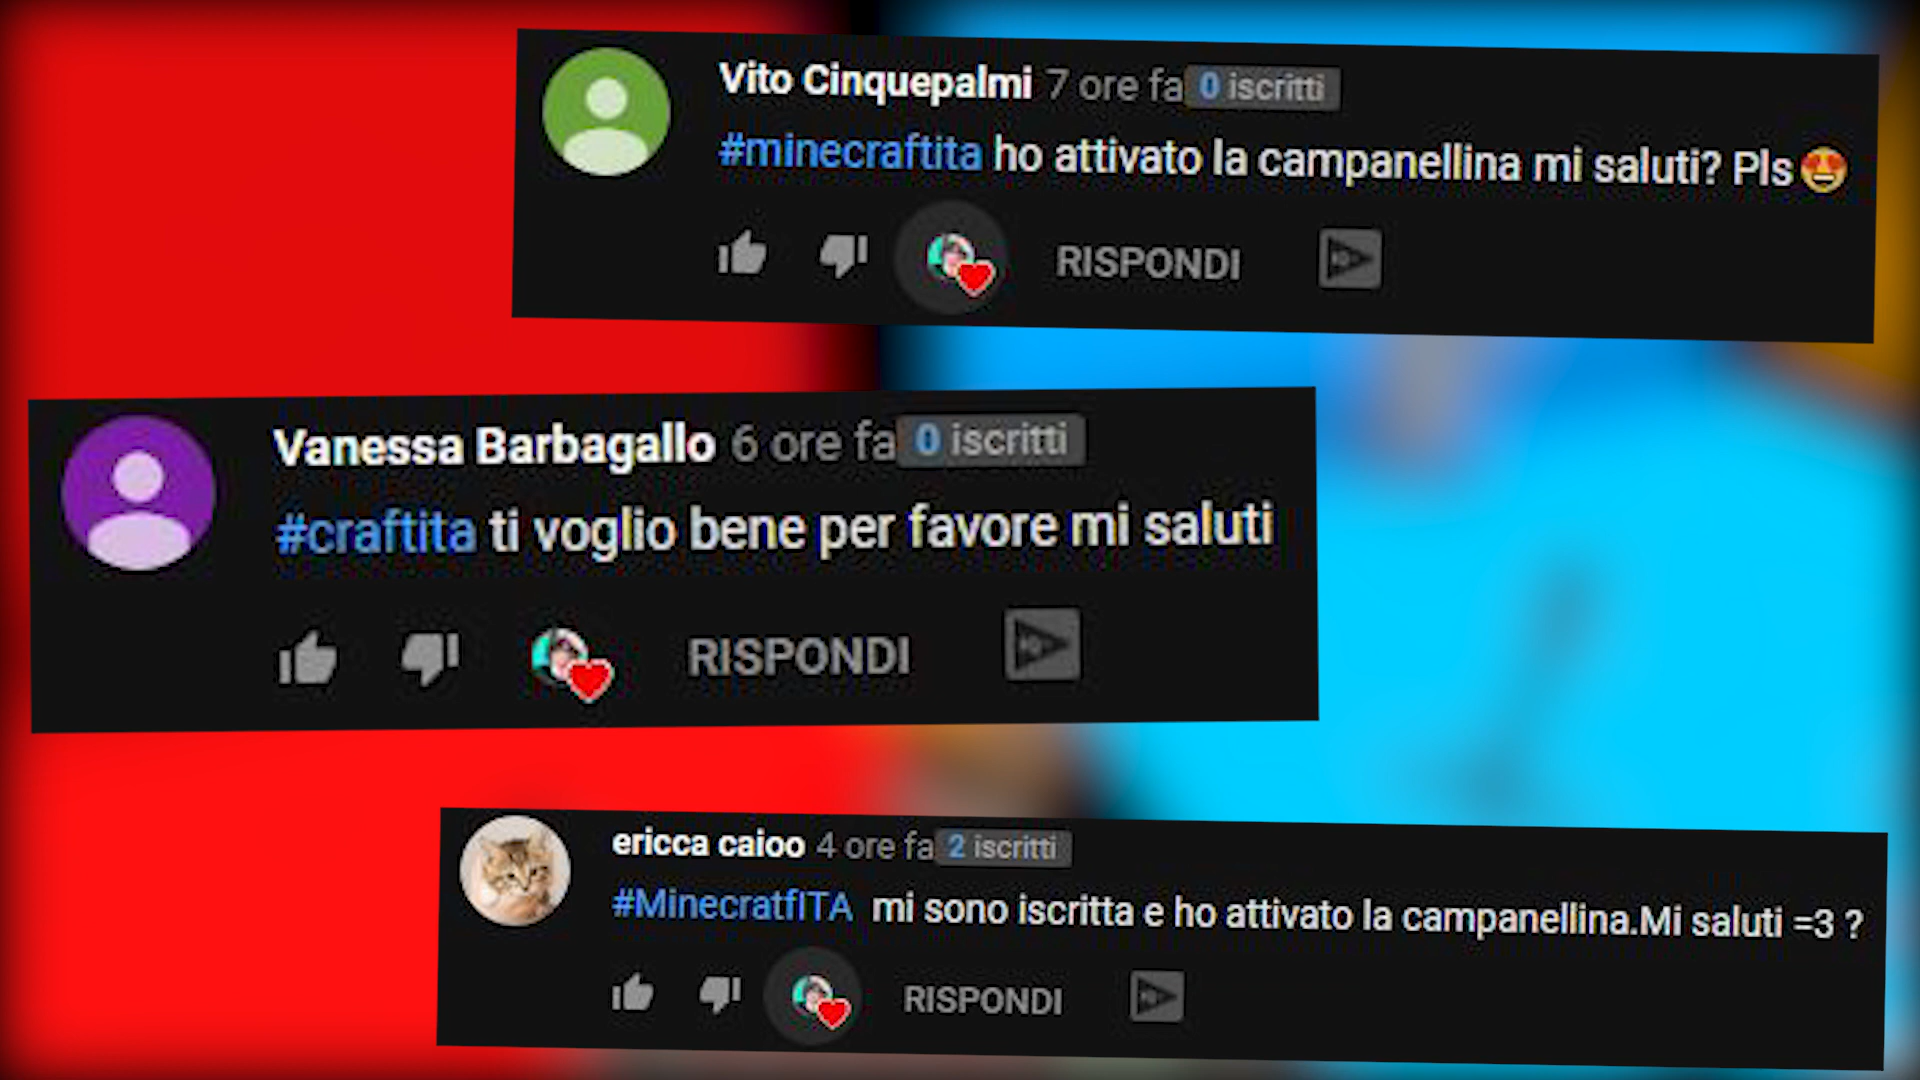 Vito Cinquepalmi 7 ore fa 0 iscritti
#minecraftita ho attivato la campanellina mi saluti? Pls😍
RISPONDI
Vanessa Barbagallo 6 ore fa 0 iscritti
#craftita ti voglio bene per favore mi saluti
RISPONDI
ericca caioo 4 ore fa 2 iscritti
#MinecratfITA mi sono iscritta e ho attivato la campanellina.Mi saluti =3 ?
RISPONDI